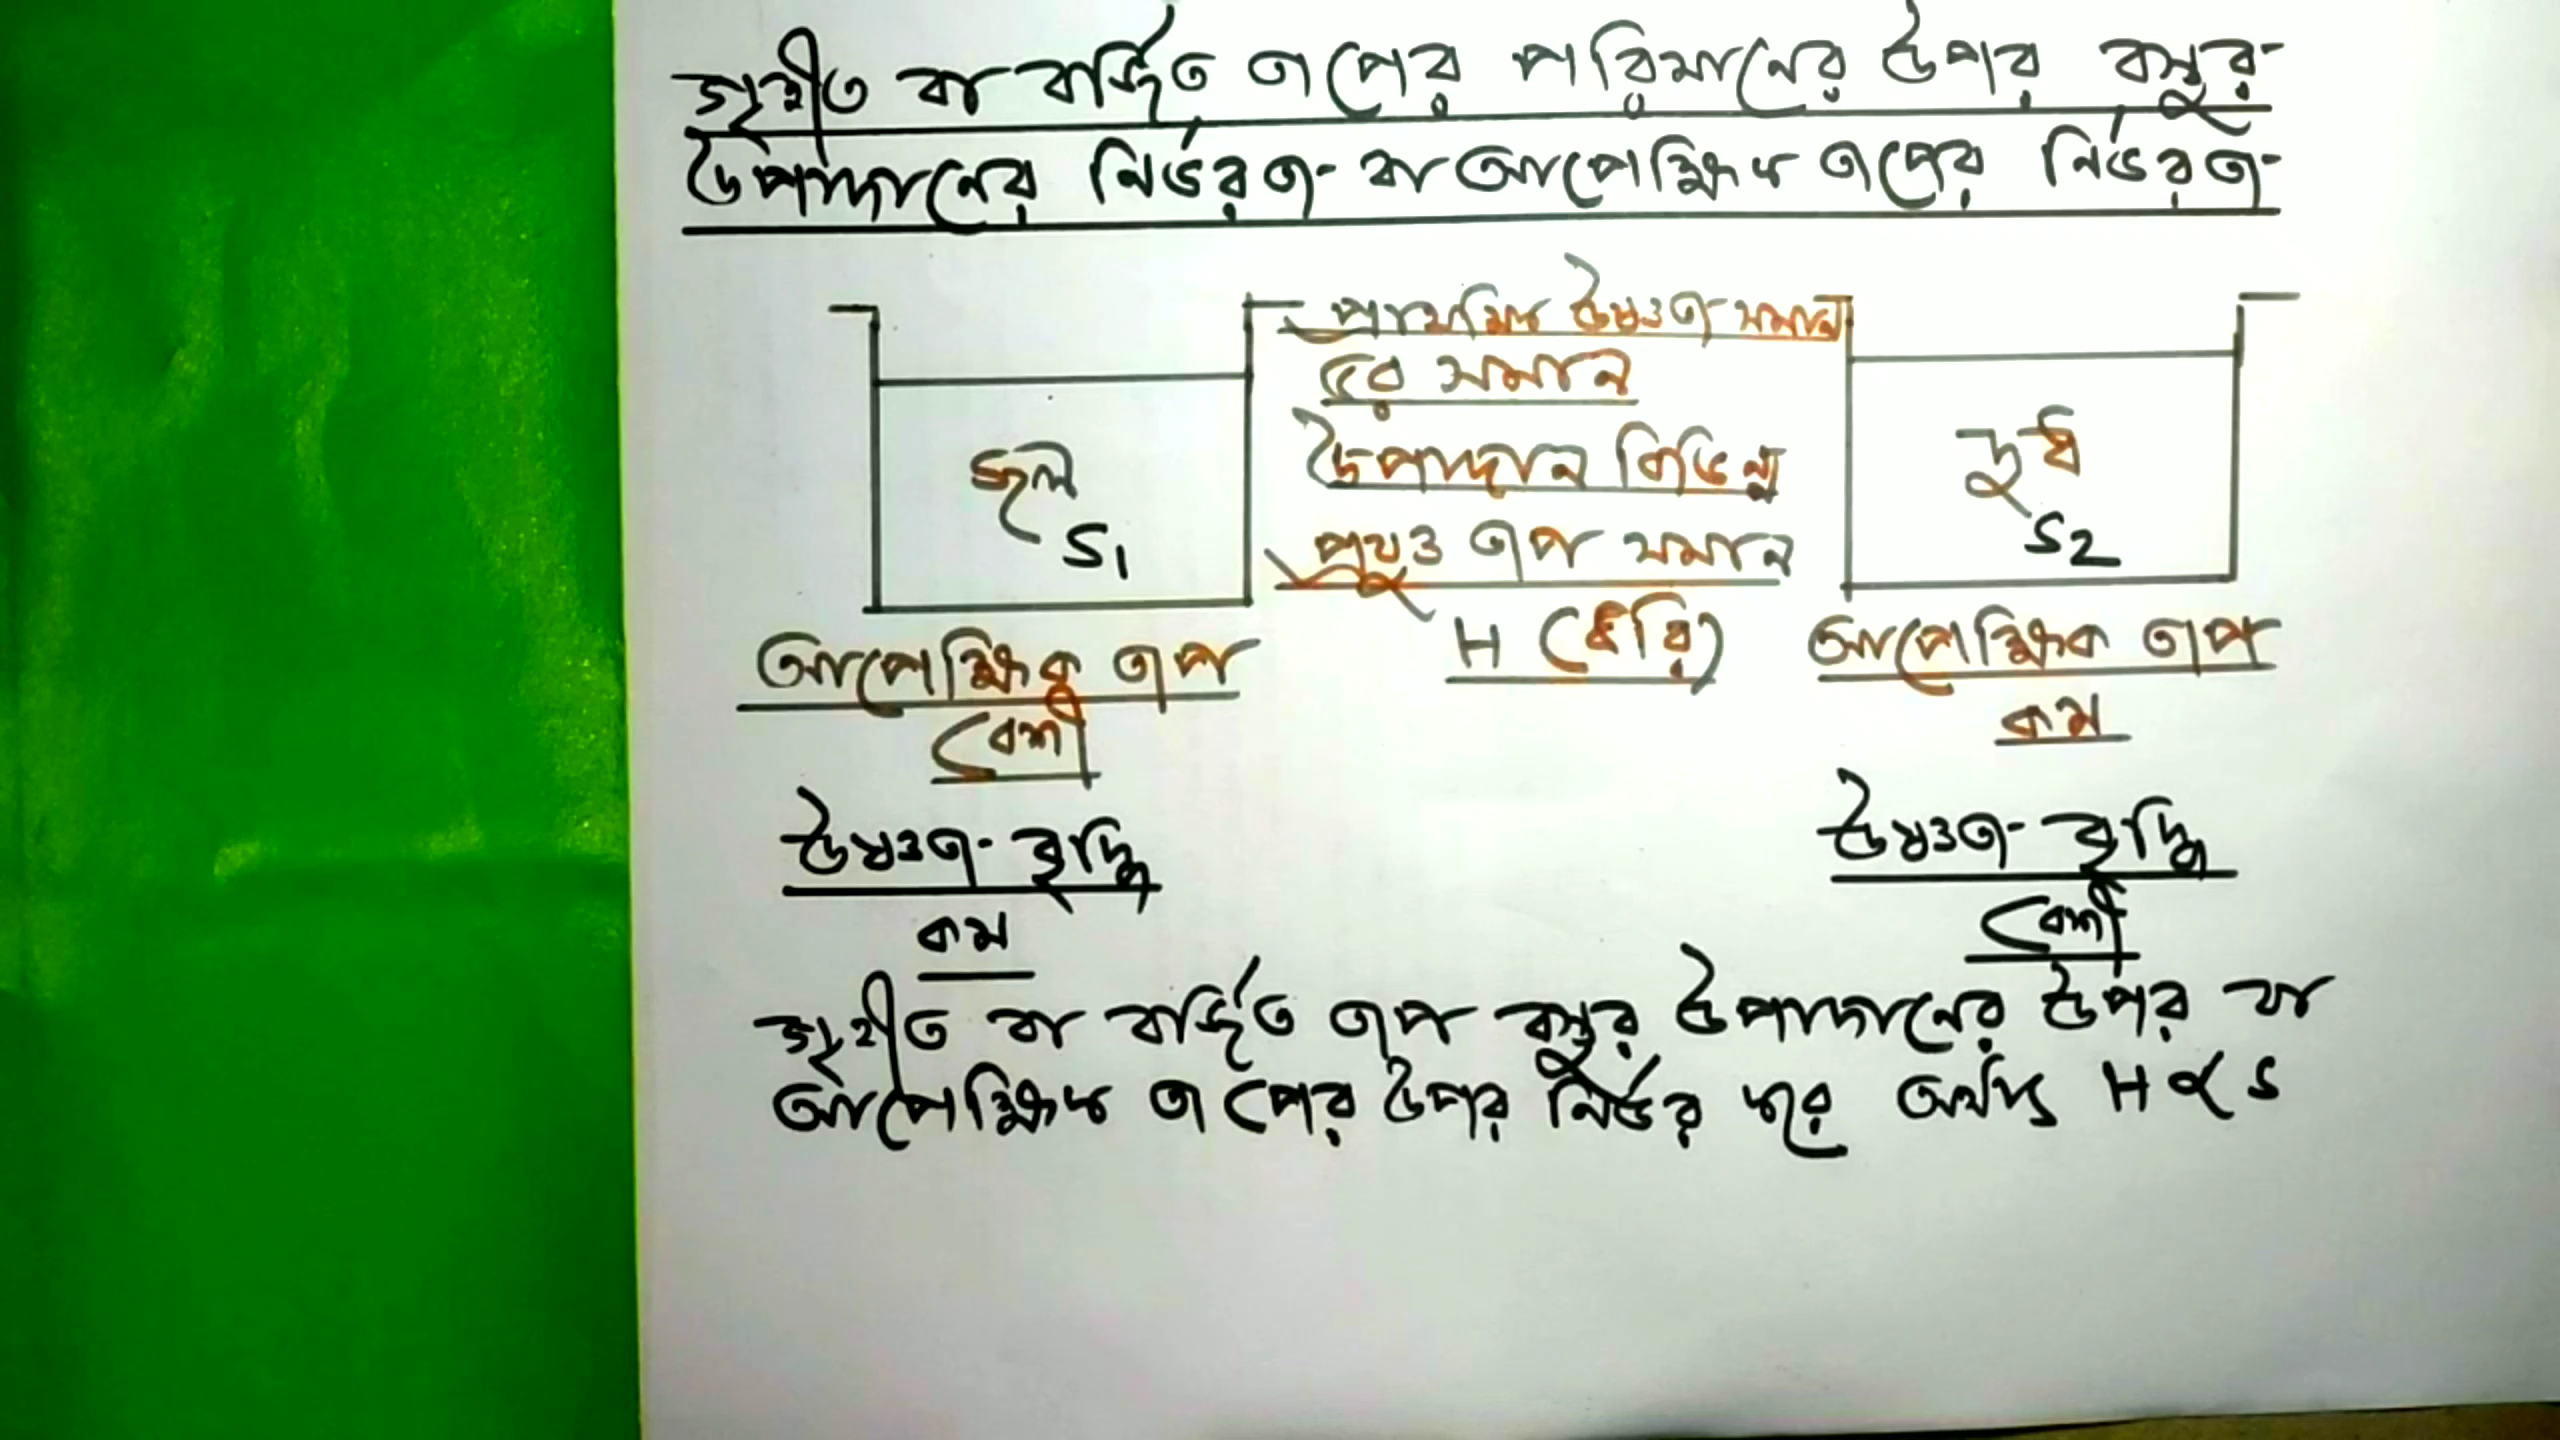 গৃহীত বা বর্জিত তাপের পরিমানের উপর বস্তুর
উপাদানের নির্ভরতা বা আপেক্ষিক তাপের নির্ভরতা
প্রাথমিক উষ্ণতা সমান
ভর সমান
উপাদান বিভিন্ন
প্রযুক্ত তাপ সমান
H (ধরি)
জল
S1
দুধ
S2
আপেক্ষিক তাপ
বেশী
আপেক্ষিক তাপ
কম
উষ্ণতা বৃদ্ধি
কম
উষ্ণতা বৃদ্ধি
বেশী
গৃহীত বা বর্জিত তাপ বস্তুর উপাদানের উপর বা
আপেক্ষিক তাপের উপর নির্ভর করে অর্থাৎ H ∝ S